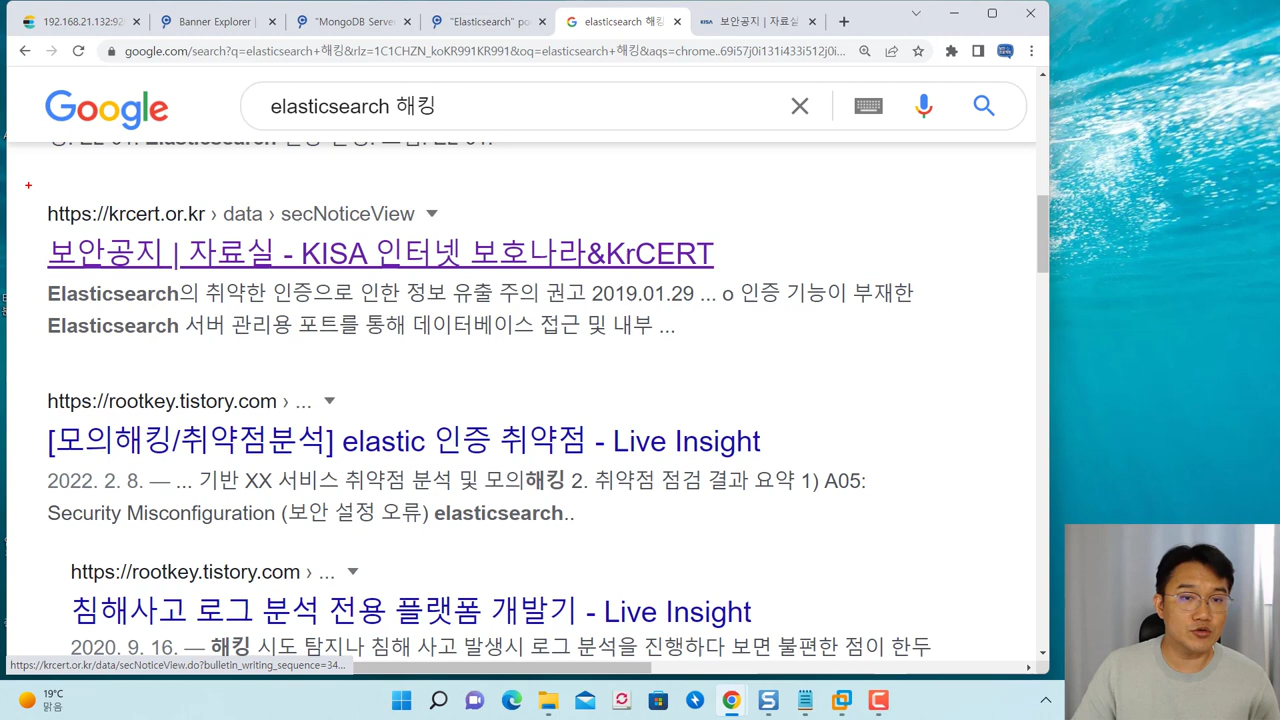 192.168.21.132:92
Banner Explorer |
"MongoDB Serve
"Elasticsearch" po
elasticsearch 해킹
KISA 보안공지 | 자료실
google.com/search?q=elasticsearch+해킹&rlz=1C1CHZN_koKR991KR991&oq=elasticsearch+해킹&aqs=chrome..69i57j0i131i433i512j0i...
Google
elasticsearch 해킹
https://krcert.or.kr › data › secNoticeView
보안공지 | 자료실 - KISA 인터넷 보호나라&KrCERT
Elasticsearch의 취약한 인증으로 인한 정보 유출 주의 권고 2019.01.29 ... o 인증 기능이 부재한
Elasticsearch 서버 관리용 포트를 통해 데이터베이스 접근 및 내부 ...
https://rootkey.tistory.com › ...
[모의해킹/취약점분석] elastic 인증 취약점 - Live Insight
2022. 2. 8. — ... 기반 XX 서비스 취약점 분석 및 모의해킹 2. 취약점 점검 결과 요약 1) A05:
Security Misconfiguration (보안 설정 오류) elasticsearch..
https://rootkey.tistory.com › ...
침해사고 로그 분석 전용 플랫폼 개발기 - Live Insight
2020. 9. 16. — 해킹 시도 탐지나 침해 사고 발생시 로그 분석을 진행하다 보면 불편한 점이 한두
https://krcert.or.kr/data/secNoticeView.do?bulletin_writing_sequence=34...
19℃
맑음